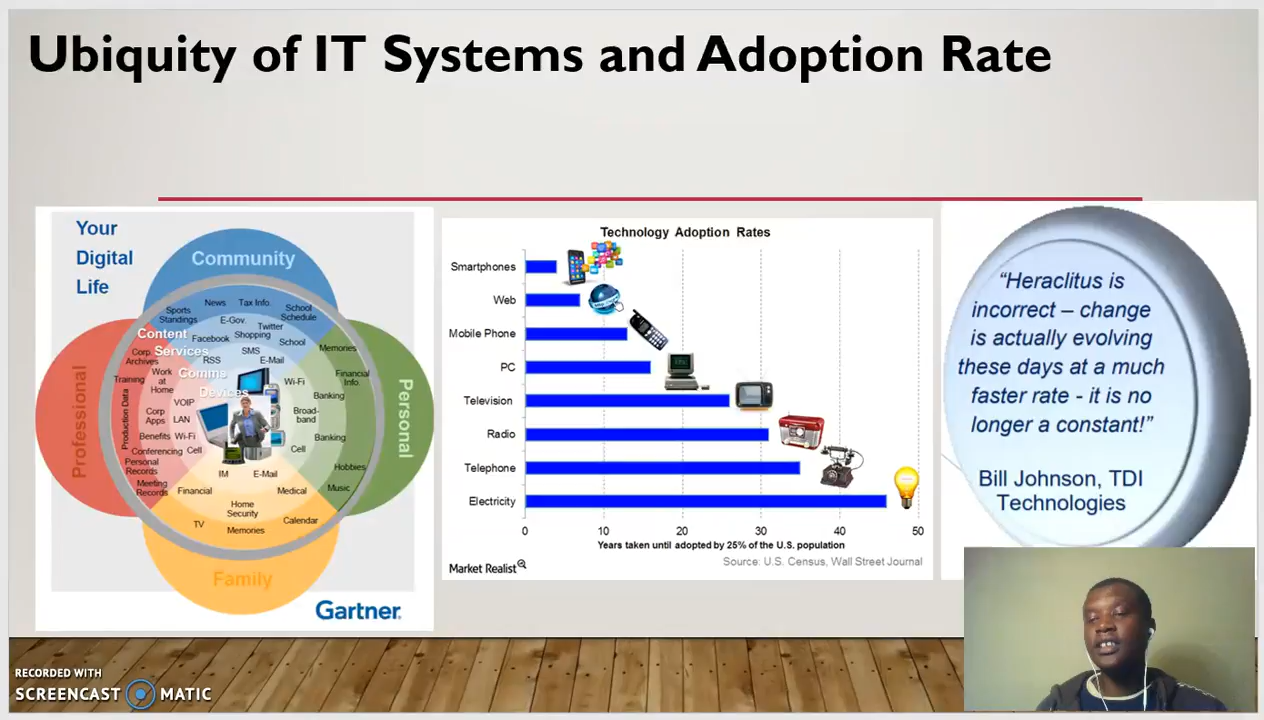 Ubiquity of IT Systems and Adoption Rate
Your
Digital
Life
Community
News
Tax Info.
Sports
Standings
School
Schedule
E-Gov.
Twitter
Content
Facebook
Shopping
School
Services
SMS
RSS
E-Mail
Memories
Corp.
Archives
Comms
Devices
Training
Work
at
Home
Wi-Fi
Financial
Info.
Banking
Production Data
VOIP
LAN
Corp
Apps
Broad-
band
Benefits
Wi-Fi
Banking
Conferencing
Cell
Cell
Personal
Records
Hobbies
Meeting
Records
IM
E-Mail
Music
Financial
Medical
Home
Security
TV
Memories
Calendar
Professional
Personal
Family
Gartner.
Technology Adoption Rates
Smartphones
Web
Mobile Phone
PC
Television
Radio
Telephone
Electricity
0 10 20 30 40 50
Years taken until adopted by 25% of the U.S. population
Market Realist
Source: U.S. Census, Wall Street Journal
“Heraclitus is
incorrect – change
is actually evolving
these days at a much
faster rate - it is no
longer a constant!”
Bill Johnson, TDI
Technologies
RECORDED WITH
SCREENCAST MATIC